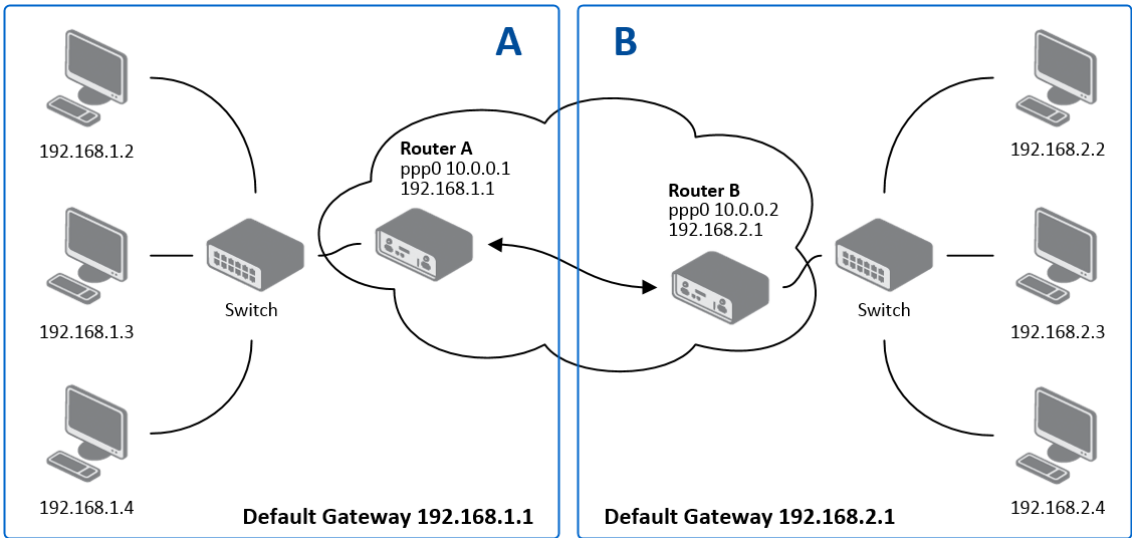 A
B
192.168.1.2
Router A
ppp0 10.0.0.1
192.168.1.1
192.168.2.2
Router B
ppp0 10.0.0.2
192.168.2.1
Switch
Switch
192.168.1.3
192.168.2.3
192.168.1.4
192.168.2.4
Default Gateway 192.168.1.1
Default Gateway 192.168.2.1